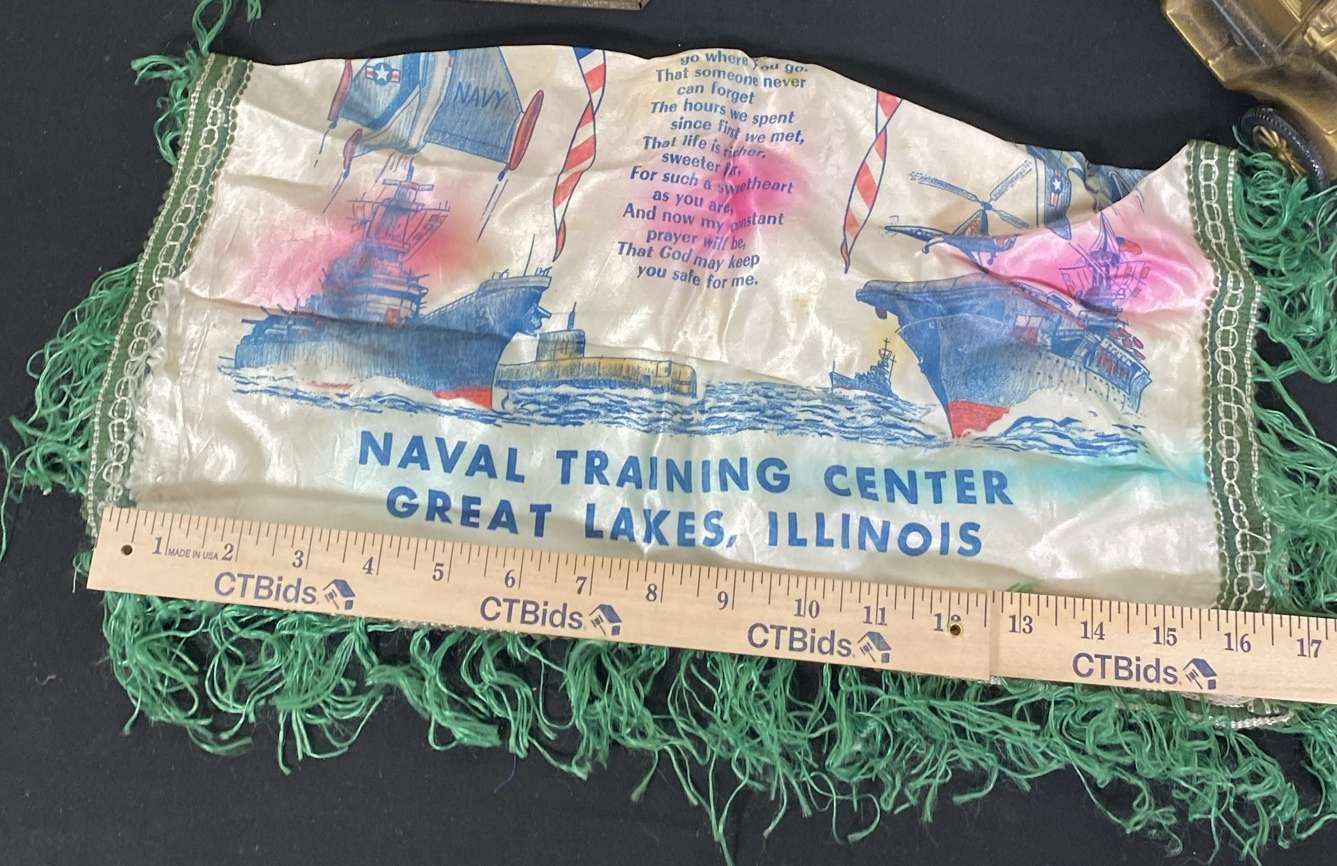 NAVY
go where you go.
That someone never
can forget
The hours we spent
since first we met,
That life is richer,
sweeter far,
For such a sweetheart
as you are,
And now my constant
prayer will be,
That God may keep
you safe for me.
NAVAL TRAINING CENTER
GREAT LAKES, ILLINOIS
1 MADE IN USA 2 3 4 5 6 7 8 9 10 11 12 13 14 15 16 17
CTBids CTBids CTBids CTBids